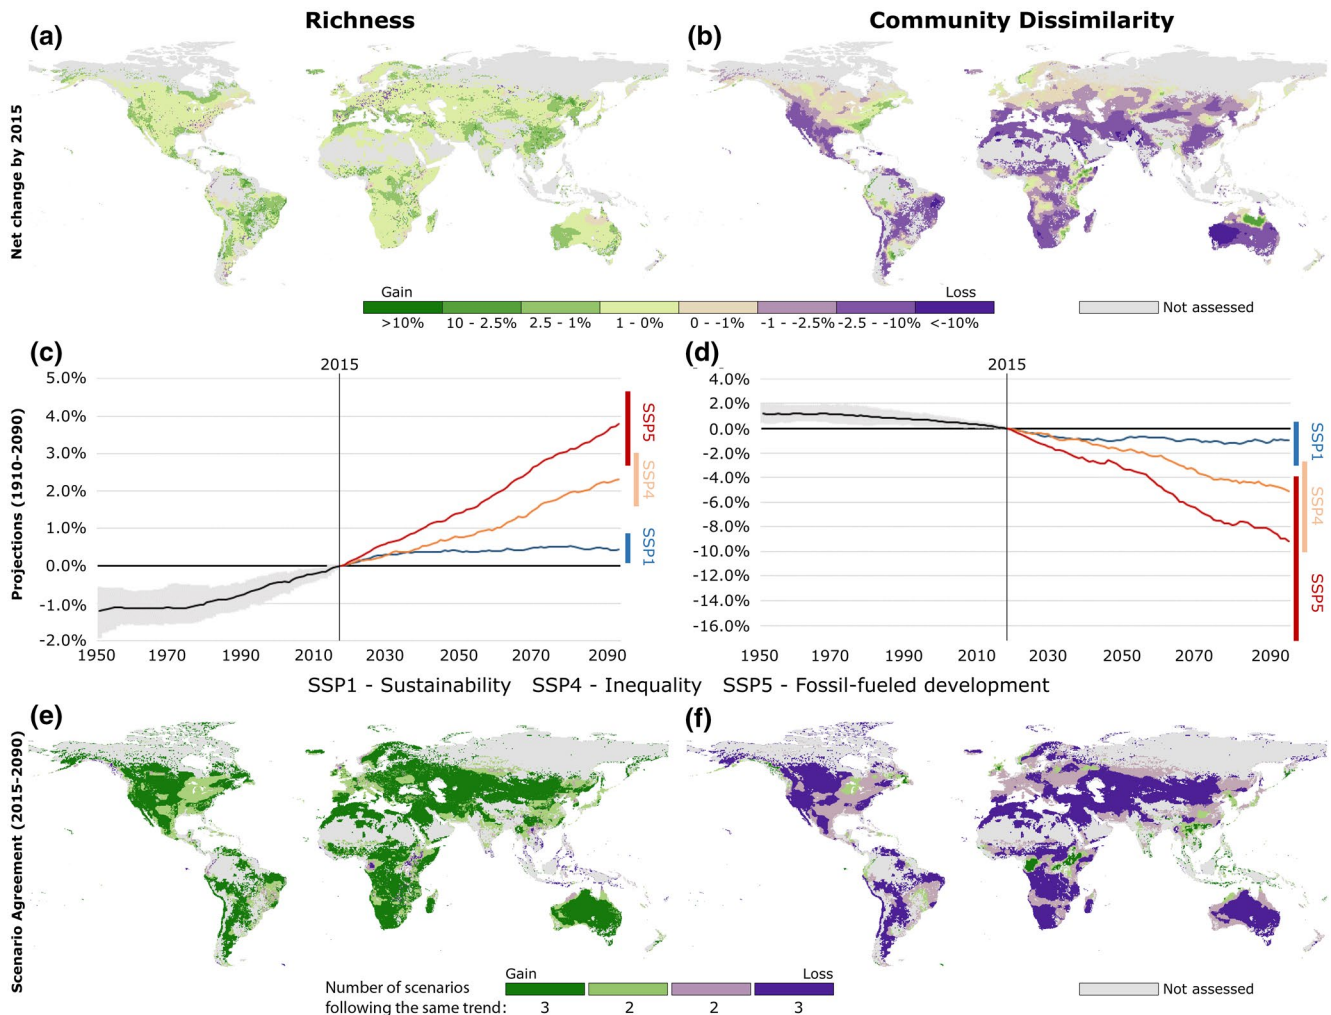 Richness
Community Dissimilarity
(a)
(b)
Net change by 2015
Gain
Loss
>10%
10 - 2.5%
2.5 - 1%
1 - 0%
0 - -1%
-1 - -2.5%
-2.5 - -10%
<-10%
Not assessed
(c)
(d)
Projections (1910-2090)
2015
5.0%
4.0%
3.0%
2.0%
1.0%
0.0%
-1.0%
-2.0%
1950
1970
1990
2010
2030
2050
2070
2090
SSP5
SSP4
SSP1
2015
4.0%
2.0%
0.0%
-2.0%
-4.0%
-6.0%
-8.0%
-10.0%
-12.0%
-14.0%
-16.0%
1950
1970
1990
2010
2030
2050
2070
2090
SSP1
SSP4
SSP5
SSP1 - Sustainability SSP4 - Inequality SSP5 - Fossil-fueled development
(e)
(f)
Scenario Agreement (2015-2090)
Gain
Loss
Number of scenarios
following the same trend:
3
2
2
3
Not assessed